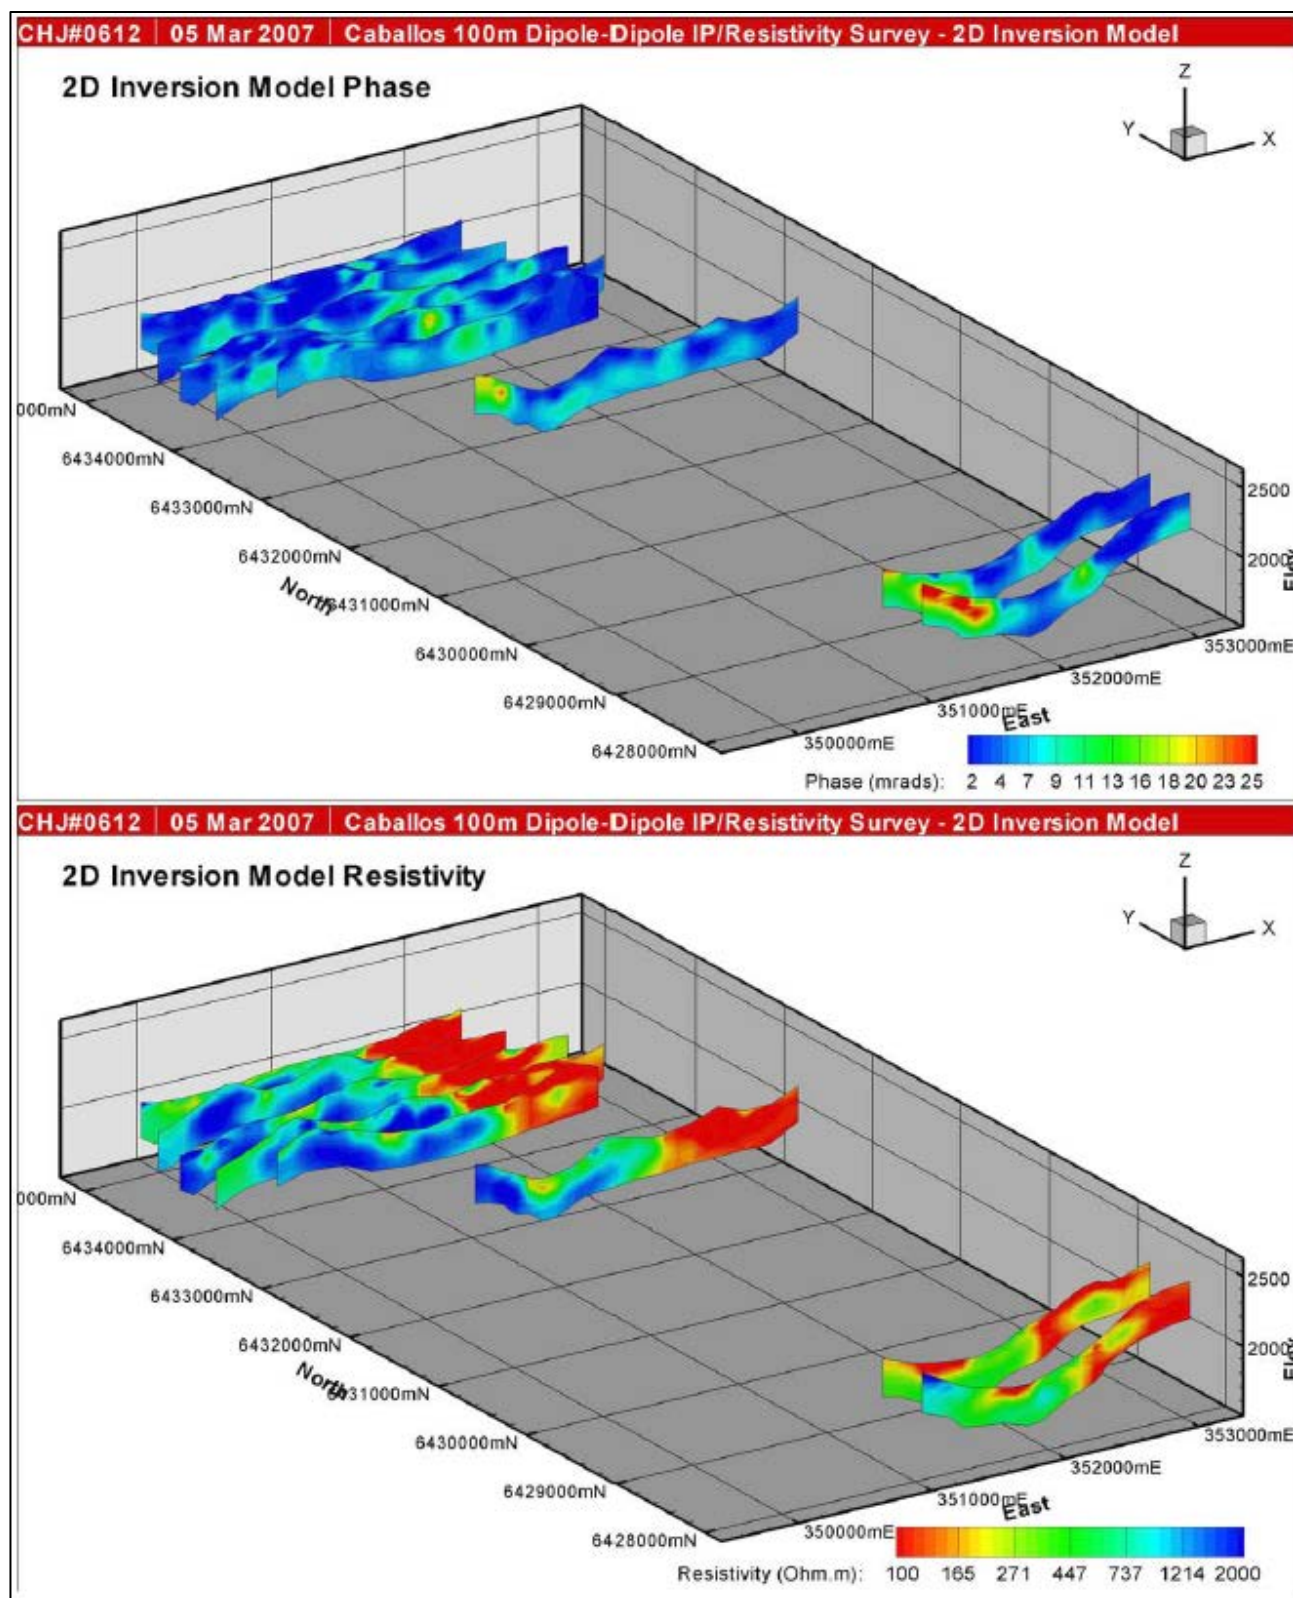 CHJ#0612 | 05 Mar 2007 | Caballos 100m Dipole-Dipole IP/Resistivity Survey - 2D Inversion Model
2D Inversion Model Phase
Z
Y
X
000mN
6434000mN
6433000mN
6432000mN
6431000mN
6430000mN
6429000mN
6428000mN
North
2500
2000
Elev
353000mE
352000mE
351000mE
350000mE
East
Phase (mrads): 2 4 7 9 11 13 16 18 20 23 25
CHJ#0612 | 05 Mar 2007 | Caballos 100m Dipole-Dipole IP/Resistivity Survey - 2D Inversion Model
2D Inversion Model Resistivity
Z
Y
X
000mN
6434000mN
6433000mN
6432000mN
6431000mN
6430000mN
6429000mN
6428000mN
North
2500
2000
Elev
353000mE
352000mE
351000mE
350000mE
East
Resistivity (Ohm.m): 100 165 271 447 737 1214 2000